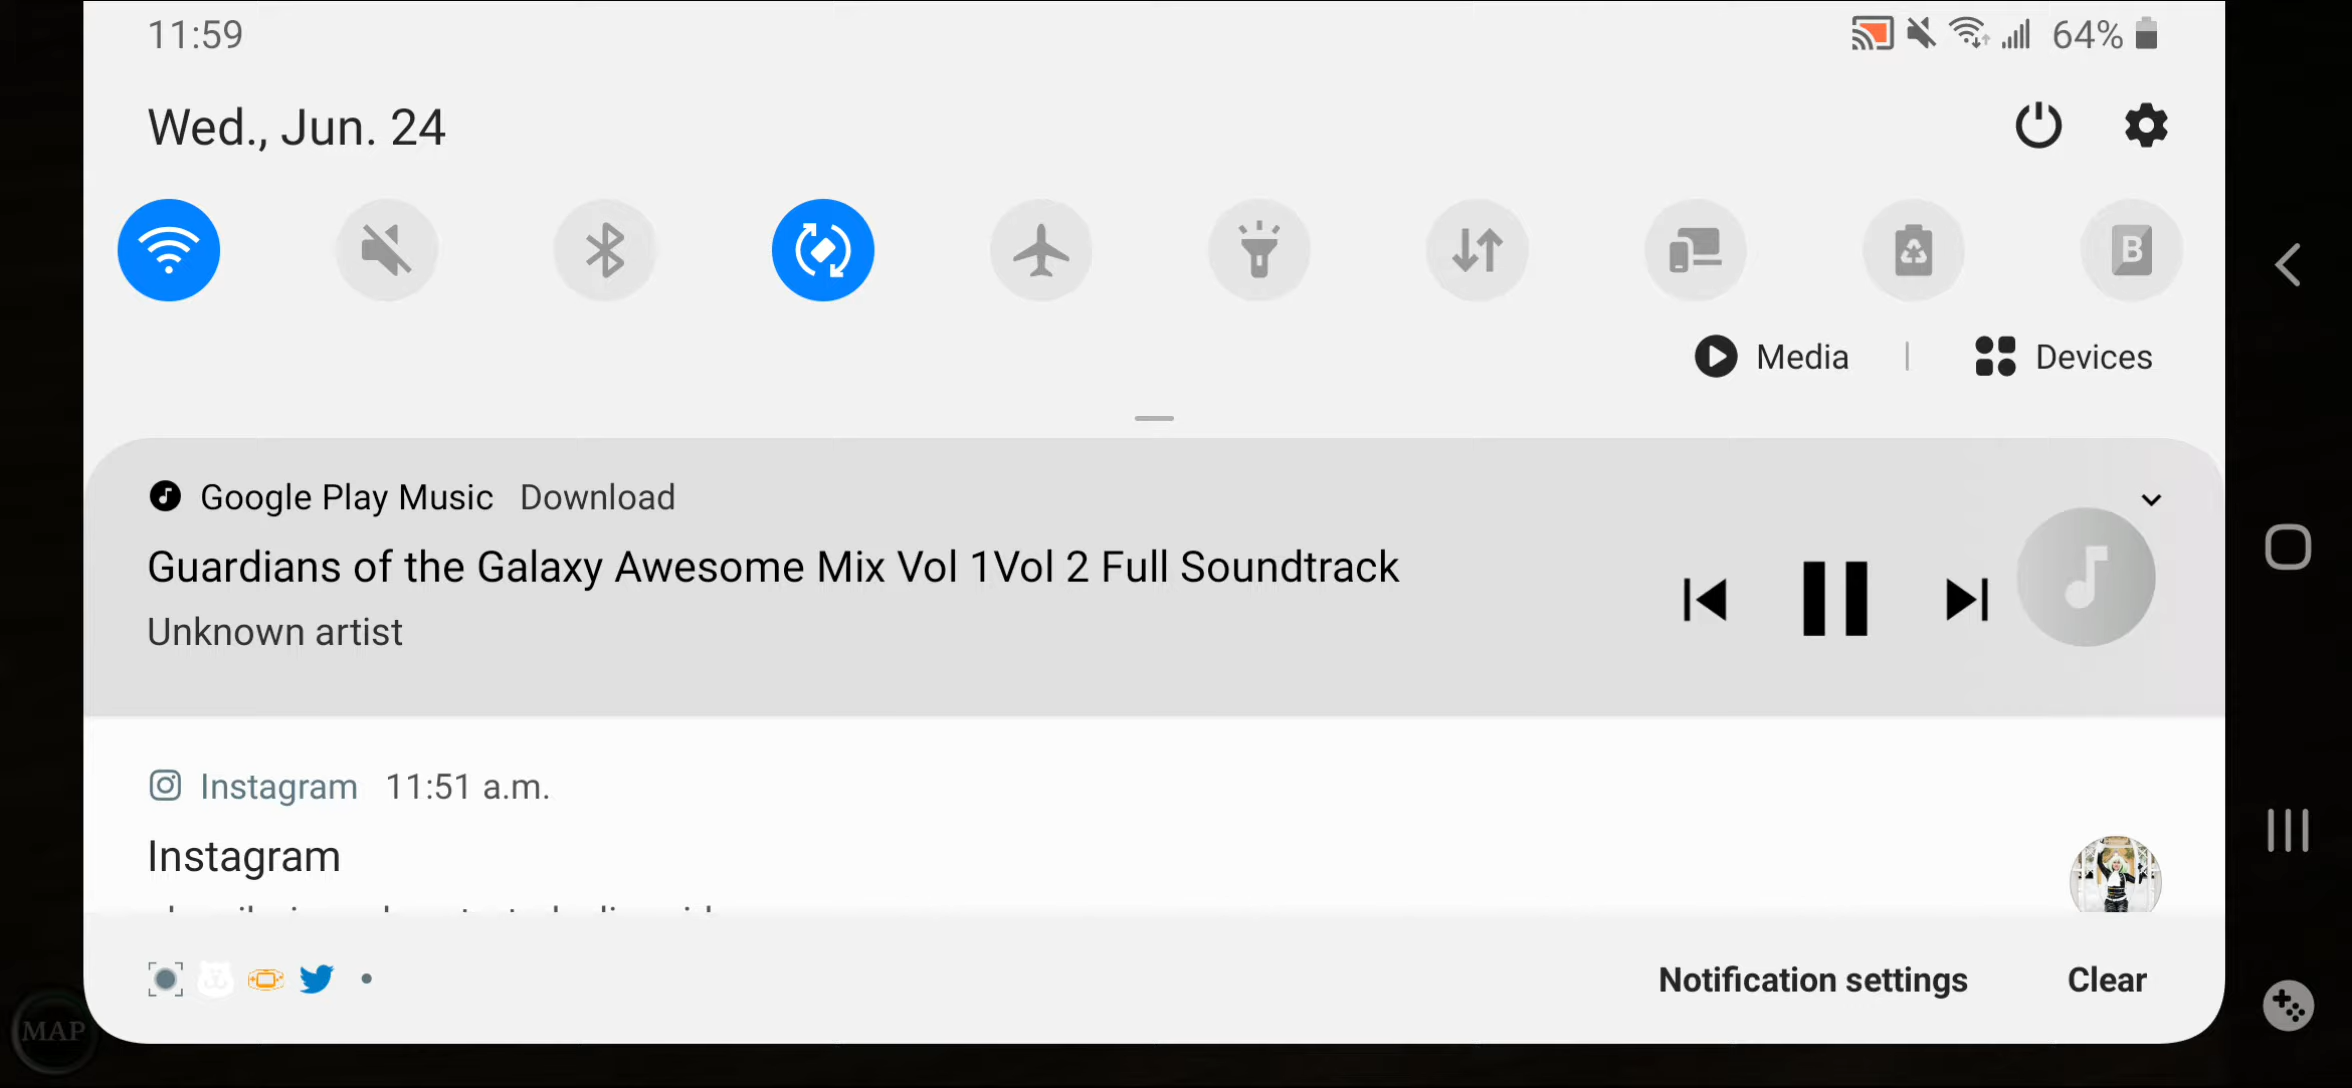 11:59
64%
Wed., Jun. 24
B
Media | Devices
Google Play Music Download
Guardians of the Galaxy Awesome Mix Vol 1Vol 2 Full Soundtrack
Unknown artist
Instagram 11:51 a.m.
Instagram
Notification settings Clear
MAP